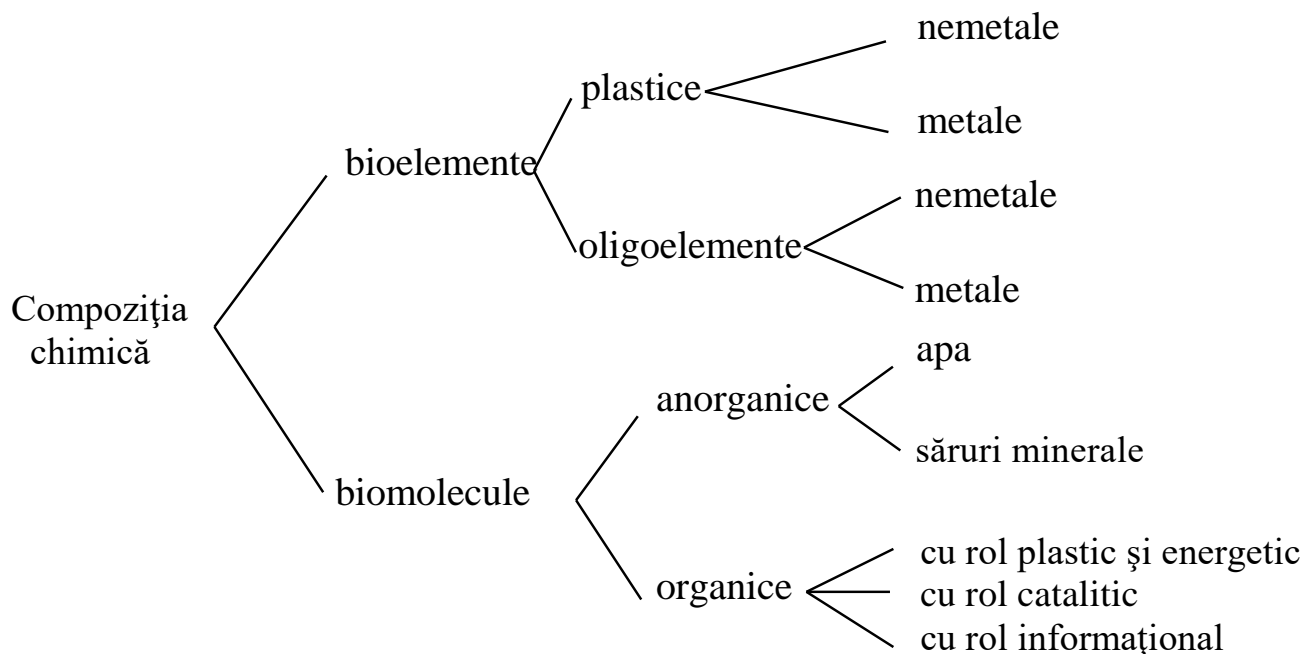 nemetale
plastice
metale
bioelemente
nemetale
oligoelemente
metale
Compoziţia
chimică
apa
anorganice
săruri minerale
biomolecule
cu rol plastic şi energetic
organice
cu rol catalitic
cu rol informaţional